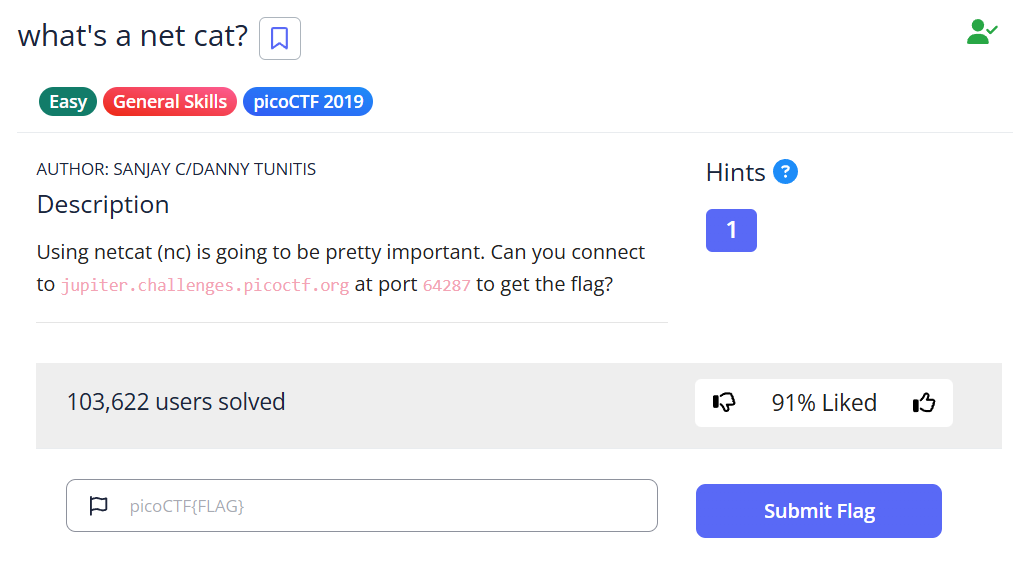 what's a net cat?
Easy General Skills picoCTF 2019
AUTHOR: SANJAY C/DANNY TUNITIS
Description
Using netcat (nc) is going to be pretty important. Can you connect
to jupiter.challenges.picoctf.org at port 64287 to get the flag?
Hints ?
1
103,622 users solved
91% Liked
picoCTF{FLAG}
Submit Flag